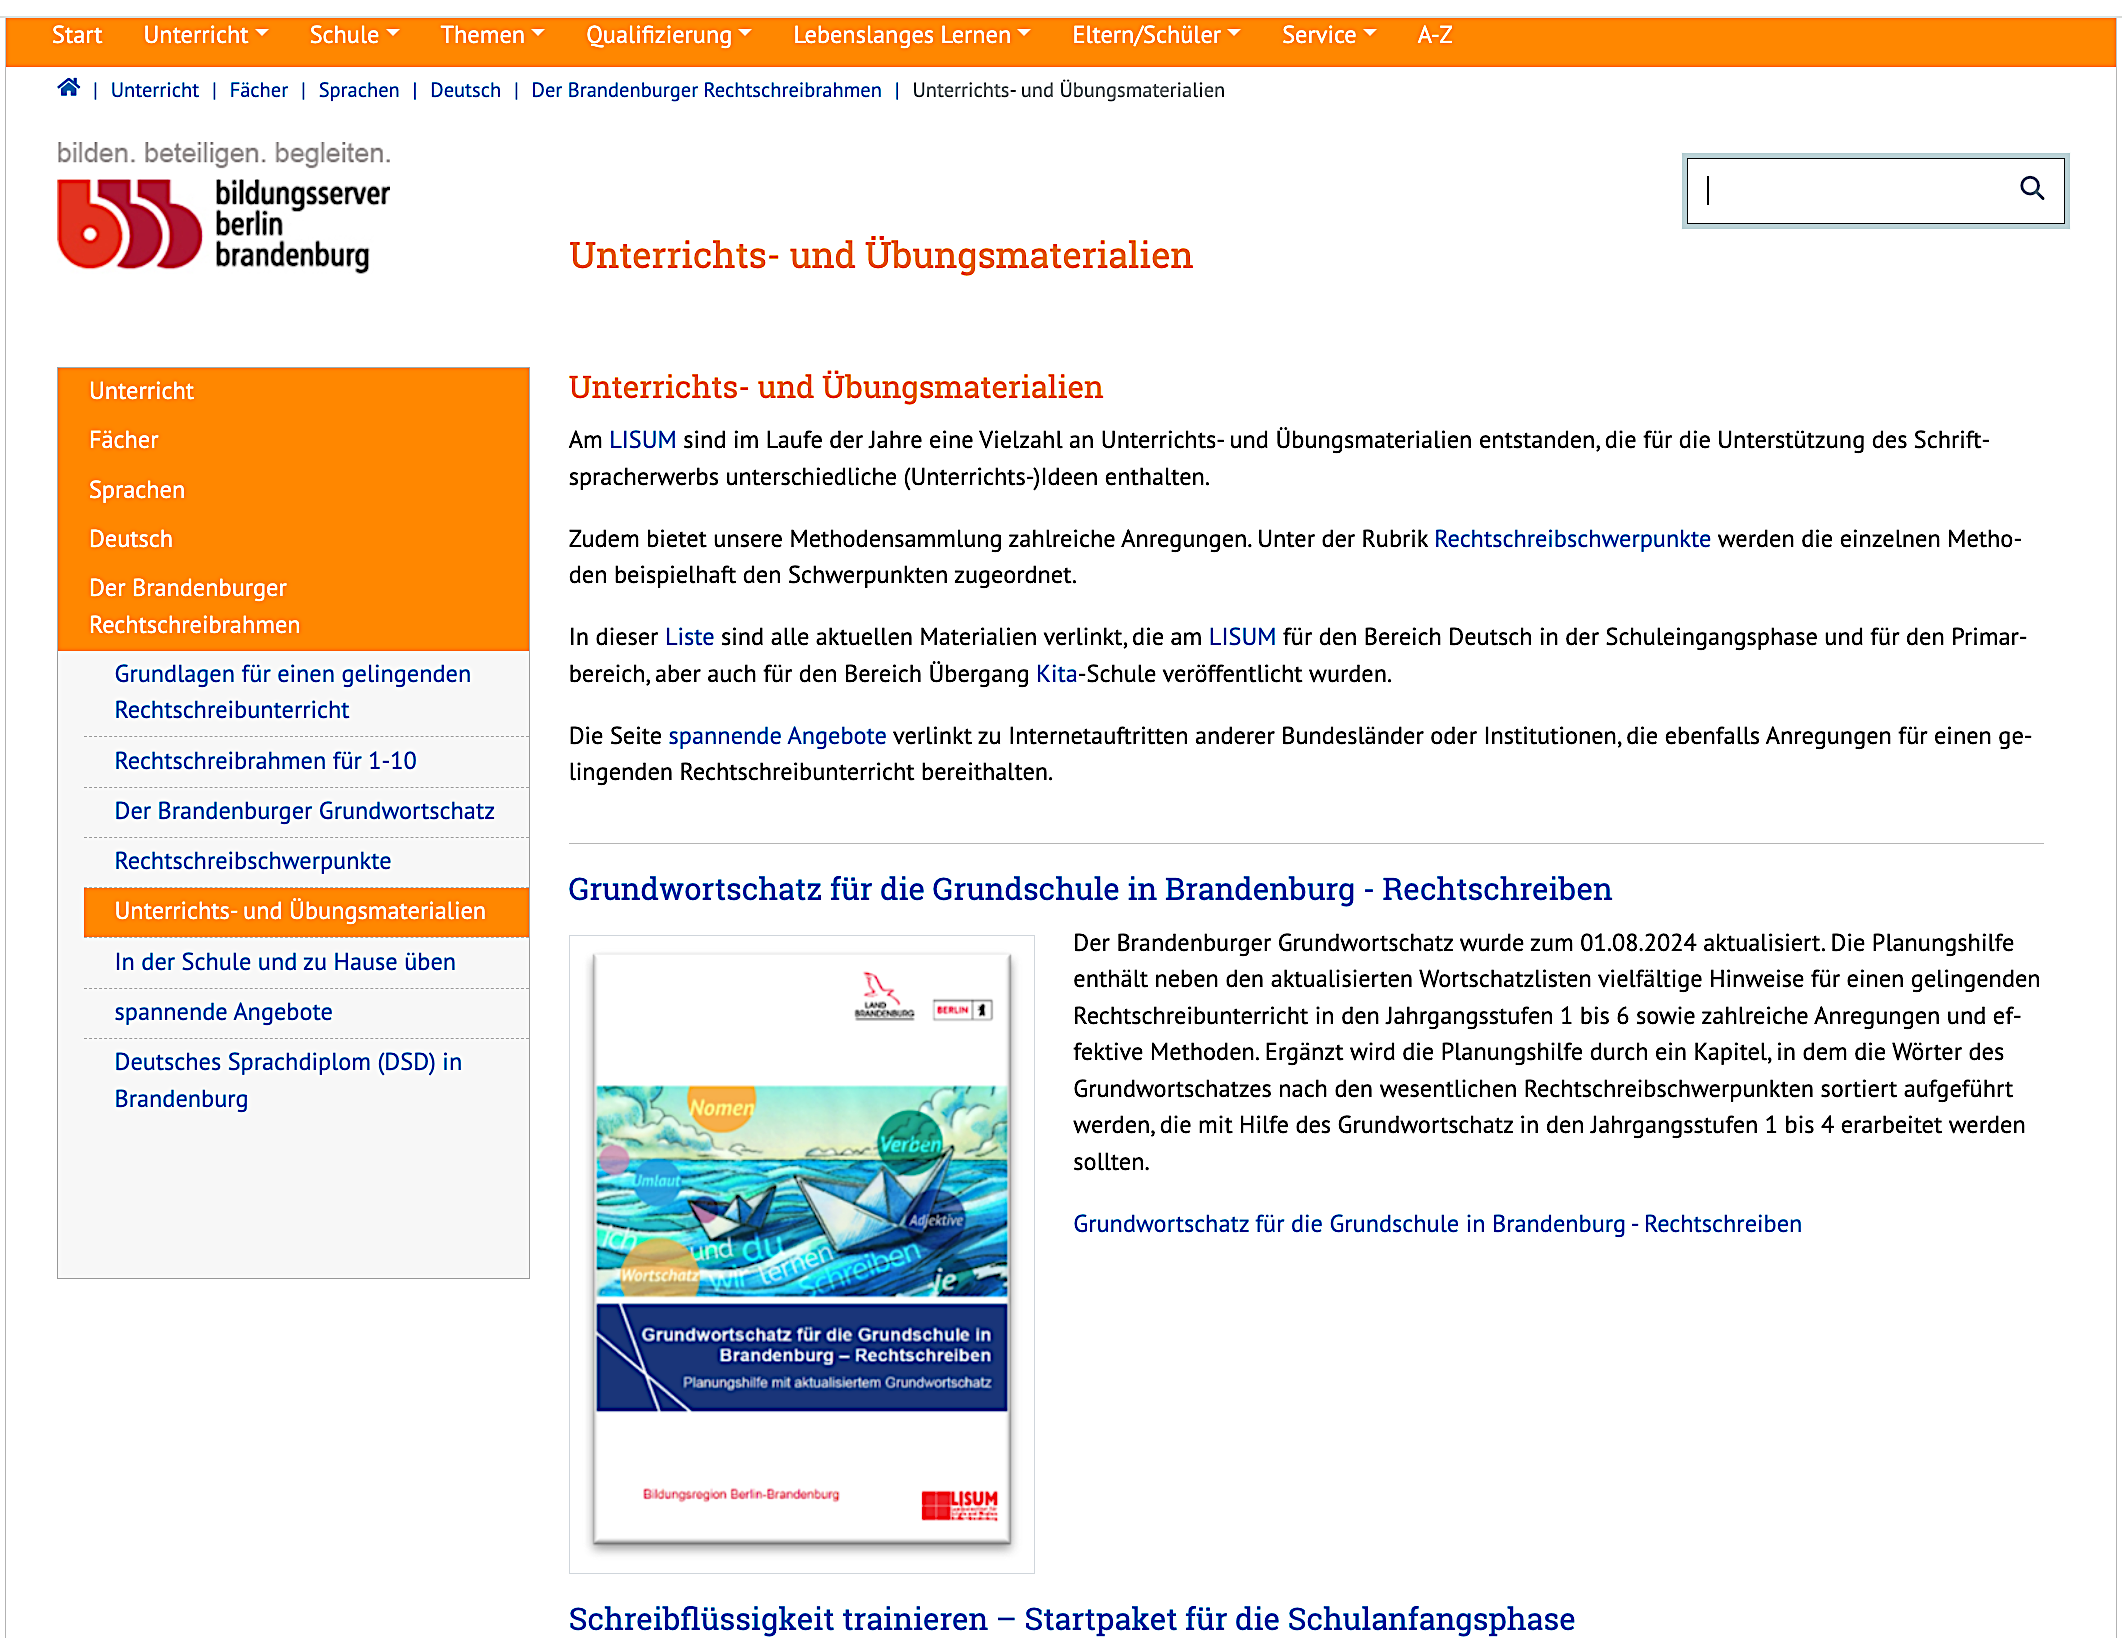 Start Unterricht Schule Themen Qualifizierung Lebenslanges Lernen Eltern/Schüler Service A-Z
| Unterricht | Fächer | Sprachen | Deutsch | Der Brandenburger Rechtschreibrahmen | Unterrichts- und Übungsmaterialien
bilden. beteiligen. begleiten.
bildungsserver
berlin
brandenburg
Unterrichts- und Übungsmaterialien
Unterricht
Fächer
Sprachen
Deutsch
Der Brandenburger
Rechtschreibrahmen
Grundlagen für einen gelingenden
Rechtschreibunterricht
Rechtschreibrahmen für 1-10
Der Brandenburger Grundwortschatz
Rechtschreibschwerpunkte
Unterrichts- und Übungsmaterialien
In der Schule und zu Hause üben
spannende Angebote
Deutsches Sprachdiplom (DSD) in
Brandenburg
Unterrichts- und Übungsmaterialien
Am LISUM sind im Laufe der Jahre eine Vielzahl an Unterrichts- und Übungsmaterialien entstanden, die für die Unterstützung des Schrift-
spracherwerbs unterschiedliche (Unterrichts-)Ideen enthalten.
Zudem bietet unsere Methodensammlung zahlreiche Anregungen. Unter der Rubrik Rechtschreibschwerpunkte werden die einzelnen Metho-
den beispielhaft den Schwerpunkten zugeordnet.
In dieser Liste sind alle aktuellen Materialien verlinkt, die am LISUM für den Bereich Deutsch in der Schuleingangsphase und für den Primar-
bereich, aber auch für den Bereich Übergang Kita-Schule veröffentlicht wurden.
Die Seite spannende Angebote verlinkt zu Internetauftritten anderer Bundesländer oder Institutionen, die ebenfalls Anregungen für einen ge-
lingenden Rechtschreibunterricht bereithalten.
Grundwortschatz für die Grundschule in Brandenburg - Rechtschreiben
LAND
BRANDENBURG
BERLIN
Nomen
Verben
Umlaut
Adjektive
Ich
und du
Wortschatz
wir lernen
schreiben
je
Grundwortschatz für die Grundschule in
Brandenburg – Rechtschreiben
Planungshilfe mit aktualisiertem Grundwortschatz
Bildungsregion Berlin-Brandenburg
LISUM
Der Brandenburger Grundwortschatz wurde zum 01.08.2024 aktualisiert. Die Planungshilfe
enthält neben den aktualisierten Wortschatzlisten vielfältige Hinweise für einen gelingenden
Rechtschreibunterricht in den Jahrgangsstufen 1 bis 6 sowie zahlreiche Anregungen und ef-
fektive Methoden. Ergänzt wird die Planungshilfe durch ein Kapitel, in dem die Wörter des
Grundwortschatzes nach den wesentlichen Rechtschreibschwerpunkten sortiert aufgeführt
werden, die mit Hilfe des Grundwortschatz in den Jahrgangsstufen 1 bis 4 erarbeitet werden
sollten.
Grundwortschatz für die Grundschule in Brandenburg - Rechtschreiben
Schreibflüssigkeit trainieren – Startpaket für die Schulanfangsphase